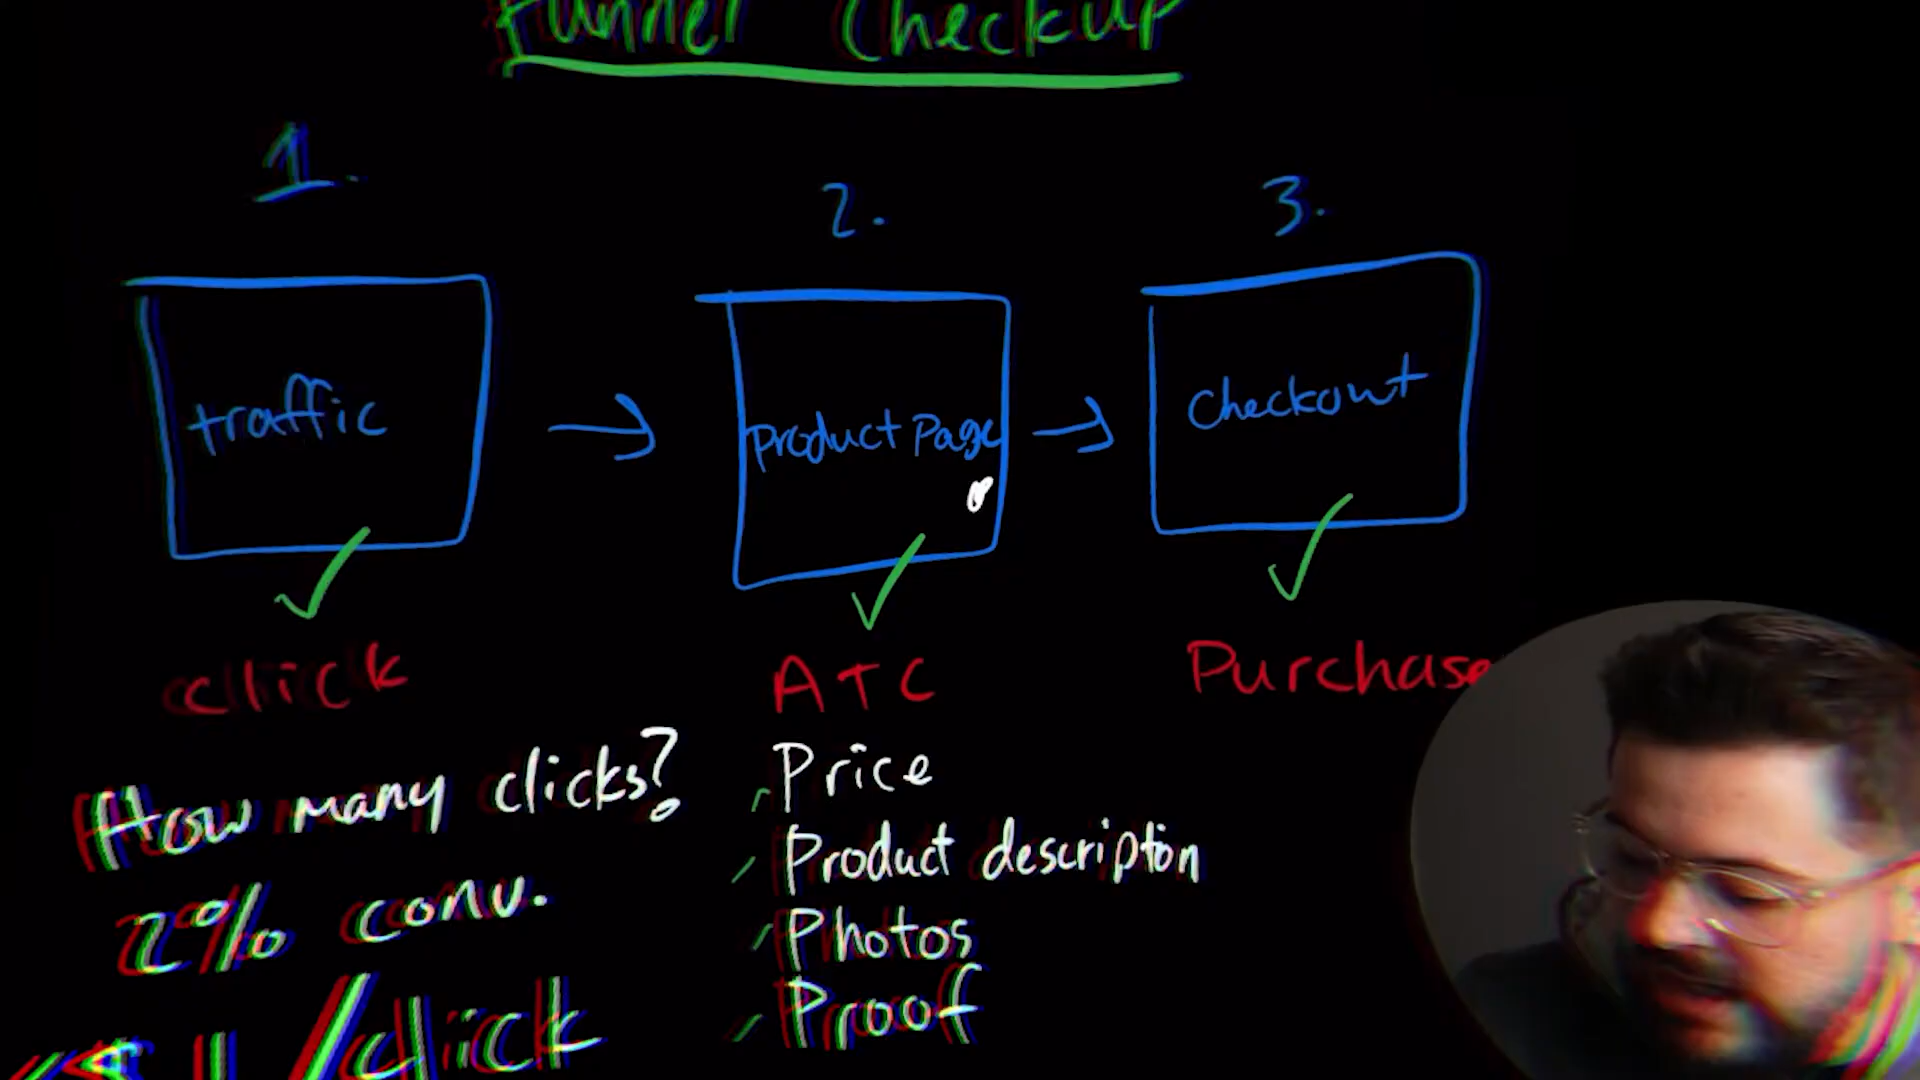 Funnel Checkup
1.
2.
3.
traffic
product page
checkout
click
ATC
Purchase
How many clicks?
2% conv.
/click
Price
Product description
Photos
Proof